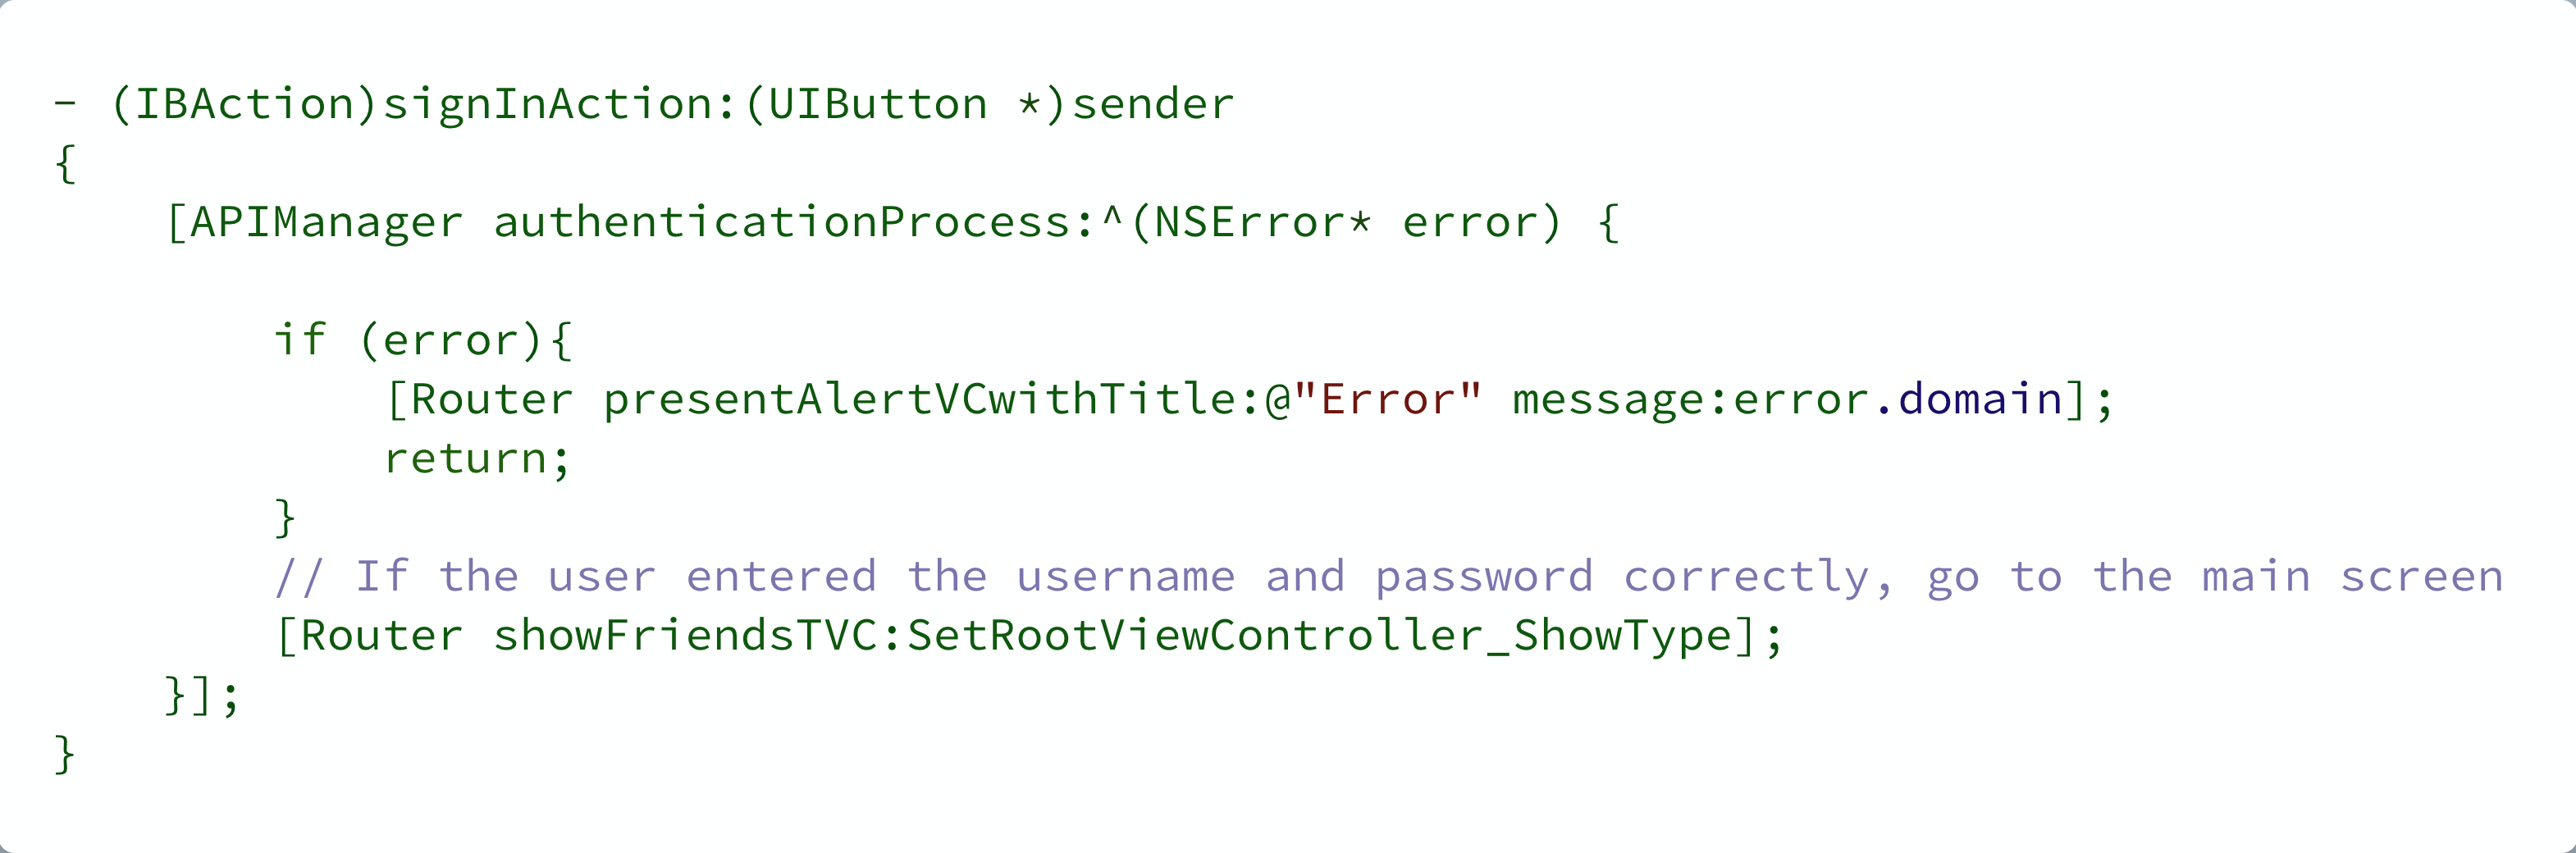 - (IBAction)signInAction:(UIButton *)sender
{
    [APIManager authenticationProcess:^(NSError* error) {

        if (error){
            [Router presentAlertVCwithTitle:@"Error" message:error.domain];
            return;
        }
        // If the user entered the username and password correctly, go to the main screen
        [Router showFriendsTVC:SetRootViewController_ShowType];
    }];
}